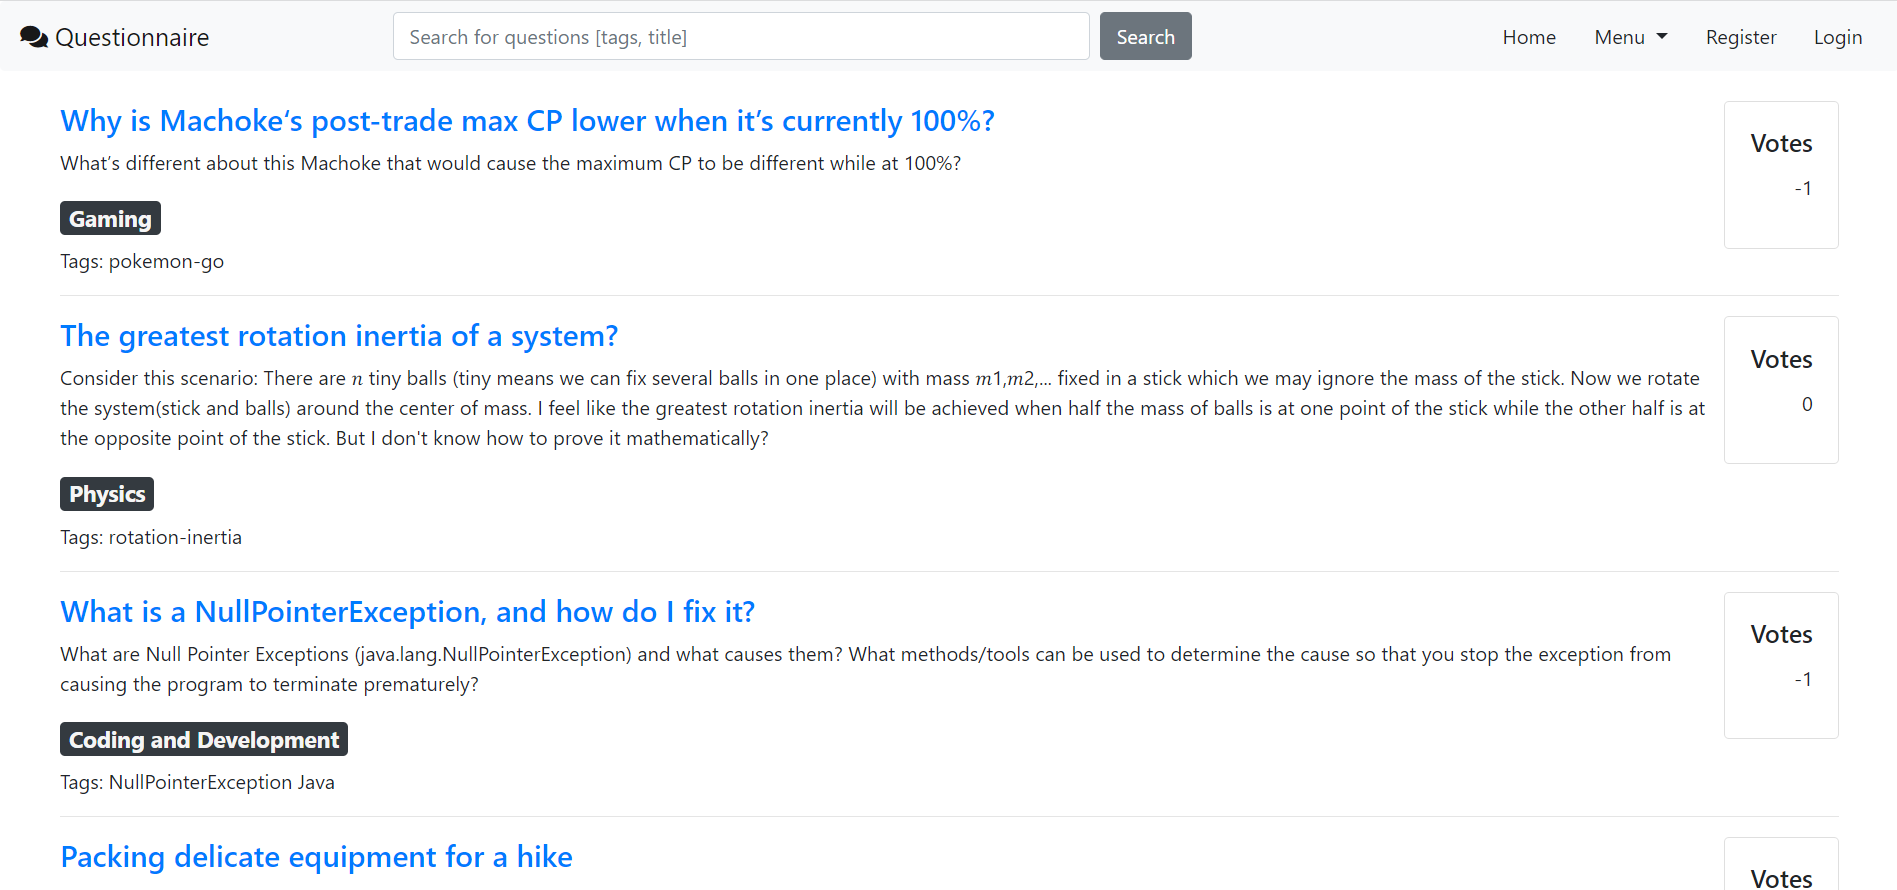 Questionnaire
Search for questions [tags, title]
Search
Home
Menu
Register
Login
Why is Machoke‘s post-trade max CP lower when it’s currently 100%?
What’s different about this Machoke that would cause the maximum CP to be different while at 100%?
Gaming
Tags: pokemon-go
Votes
-1
The greatest rotation inertia of a system?
Consider this scenario: There are 𝑛 tiny balls (tiny means we can fix several balls in one place) with mass 𝑚1,𝑚2,... fixed in a stick which we may ignore the mass of the stick. Now we rotate
the system(stick and balls) around the center of mass. I feel like the greatest rotation inertia will be achieved when half the mass of balls is at one point of the stick while the other half is at
the opposite point of the stick. But I don't know how to prove it mathematically?
Physics
Tags: rotation-inertia
Votes
0
What is a NullPointerException, and how do I fix it?
What are Null Pointer Exceptions (java.lang.NullPointerException) and what causes them? What methods/tools can be used to determine the cause so that you stop the exception from
causing the program to terminate prematurely?
Coding and Development
Tags: NullPointerException Java
Votes
-1
Packing delicate equipment for a hike
Votes